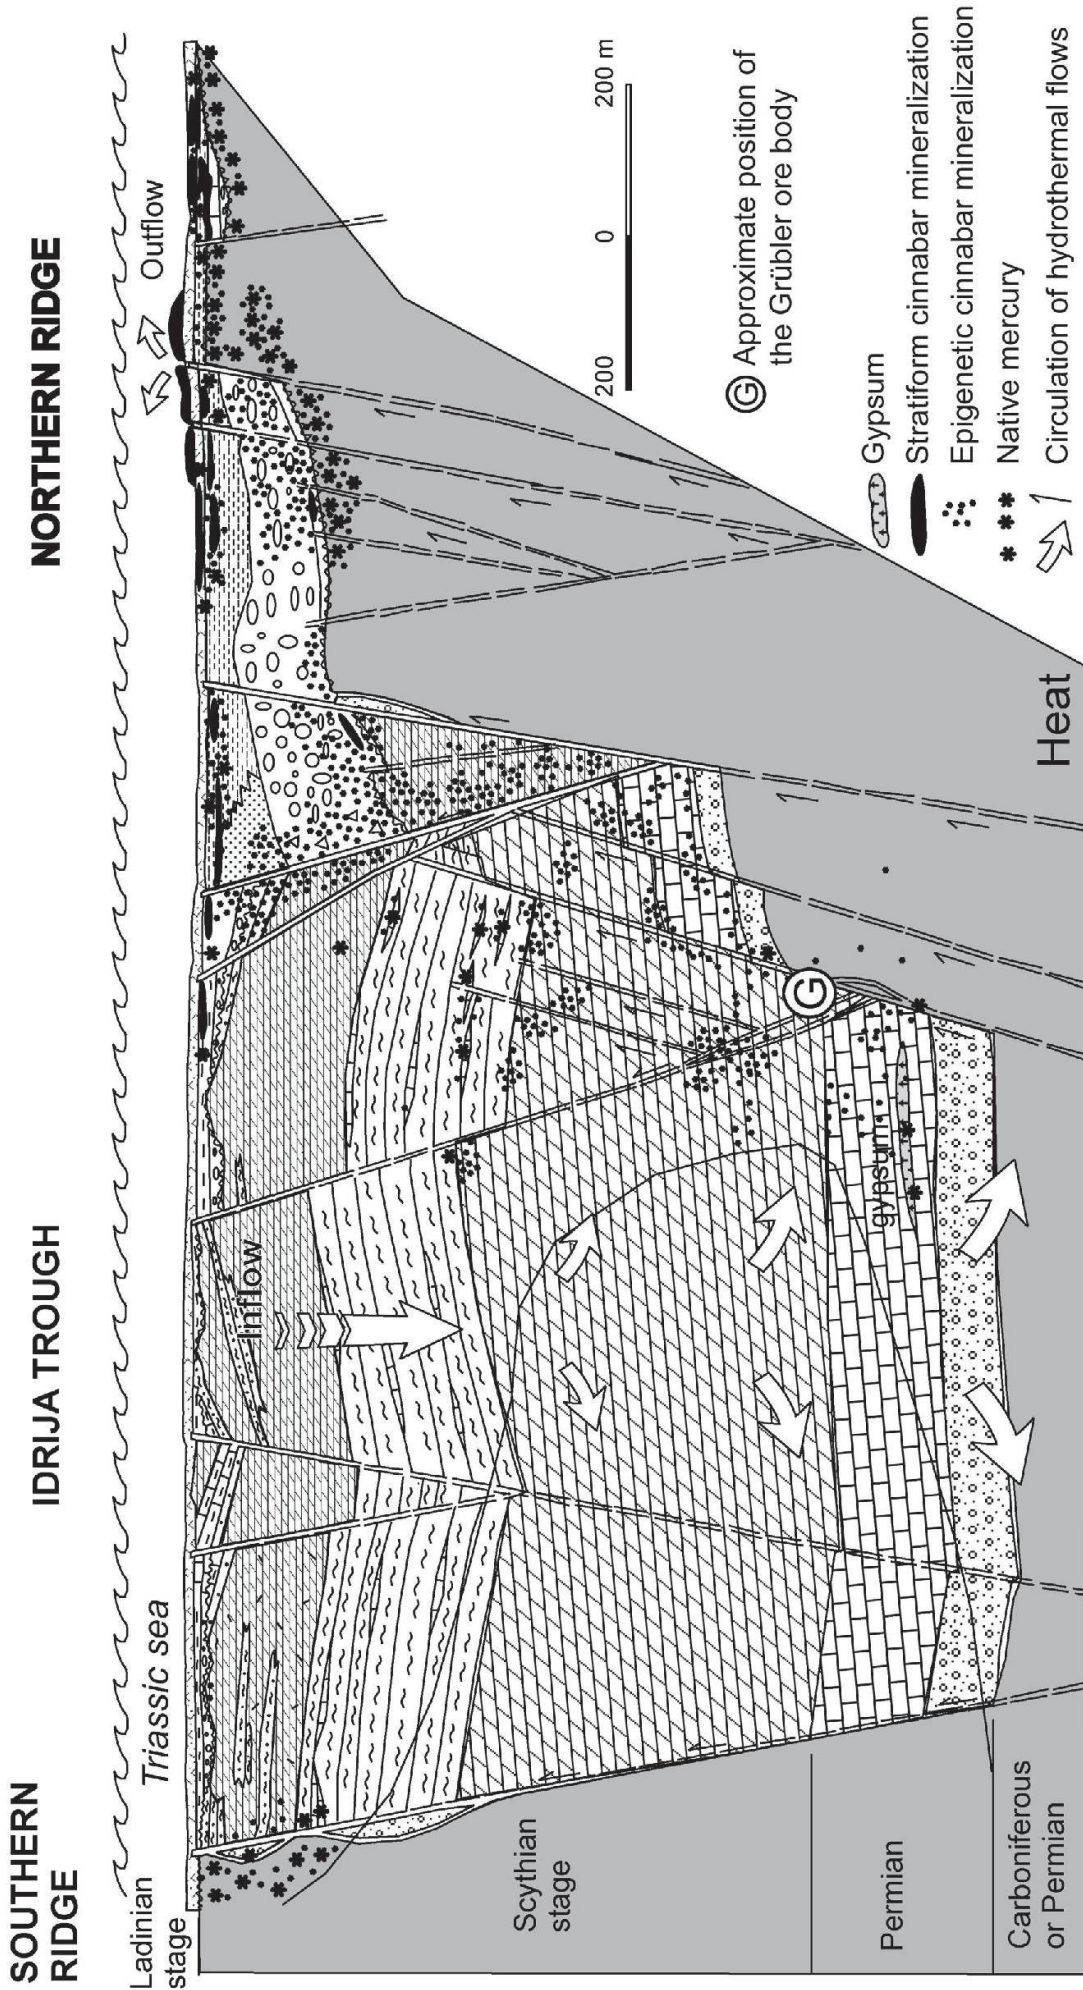 SOUTHERN
RIDGE
IDRIJA TROUGH
NORTHERN RIDGE
Triassic sea
Outflow
Ladinian
stage
Inflow
Scythian
stage
Permian
Carboniferous
or Permian
gypsum
G
Heat
200
0
200 m
G Approximate position of
the Grübler ore body
Gypsum
Stratiform cinnabar mineralization
Epigenetic cinnabar mineralization
Native mercury
Circulation of hydrothermal flows